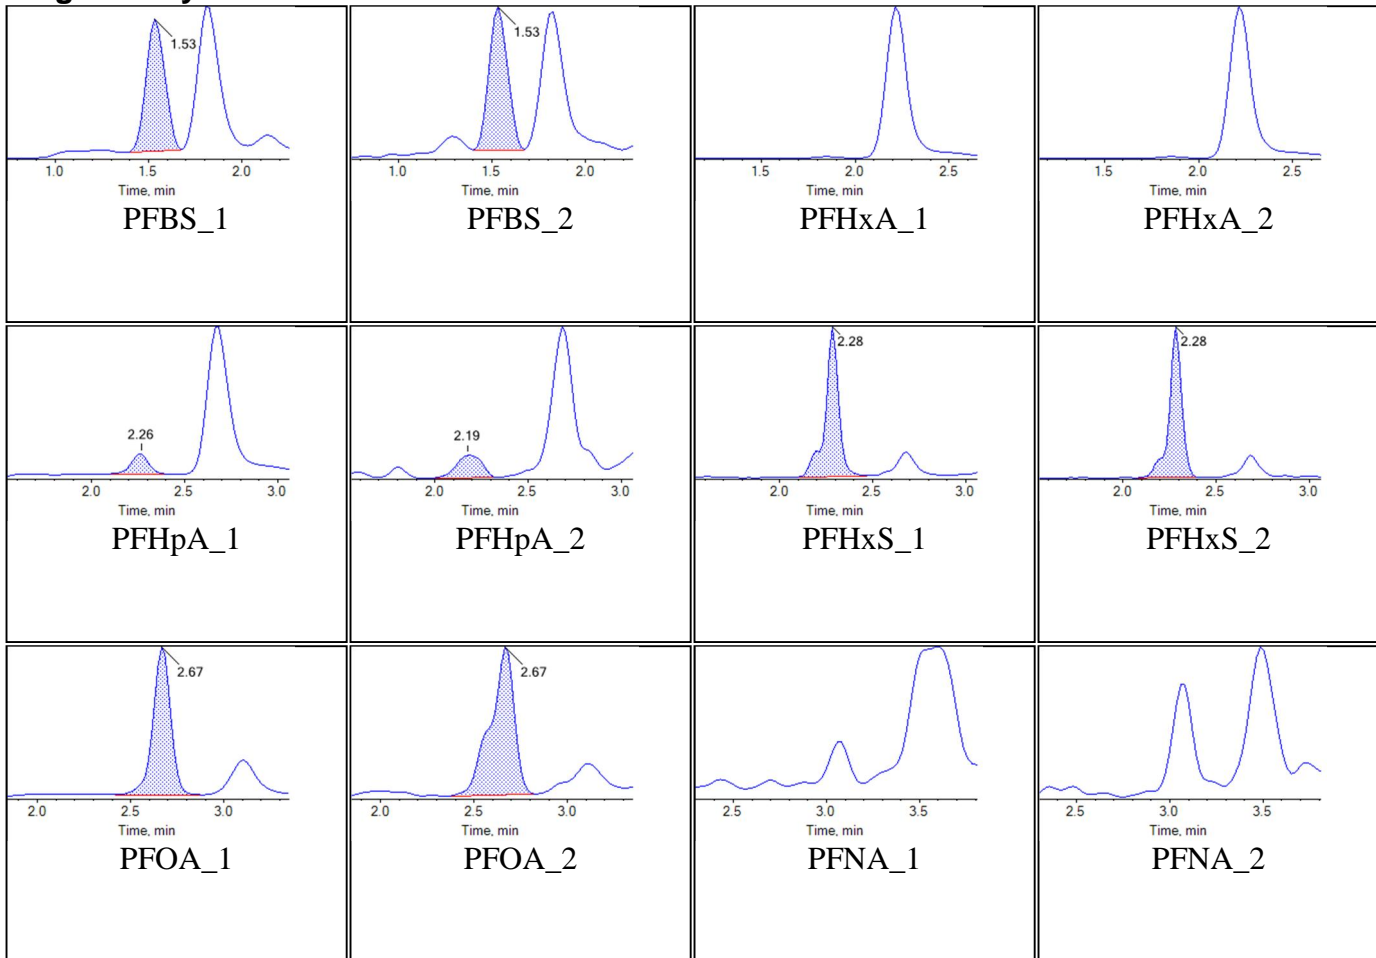 1.53 1.53
1.0 1.5 2.0 1.0 1.5 2.0 1.5 2.0 2.5 1.5 2.0 2.5
Time, min Time, min Time, min Time, min
PFBS_1 PFBS_2 PFHxA_1 PFHxA_2
2.26 2.19 2.28 2.28
2.0 2.5 3.0 2.0 2.5 3.0 2.0 2.5 3.0 2.0 2.5 3.0
Time, min Time, min Time, min Time, min
PFHpA_1 PFHpA_2 PFHxS_1 PFHxS_2
2.67 2.67
2.0 2.5 3.0 2.0 2.5 3.0 2.5 3.0 3.5 2.5 3.0 3.5
Time, min Time, min Time, min Time, min
PFOA_1 PFOA_2 PFNA_1 PFNA_2